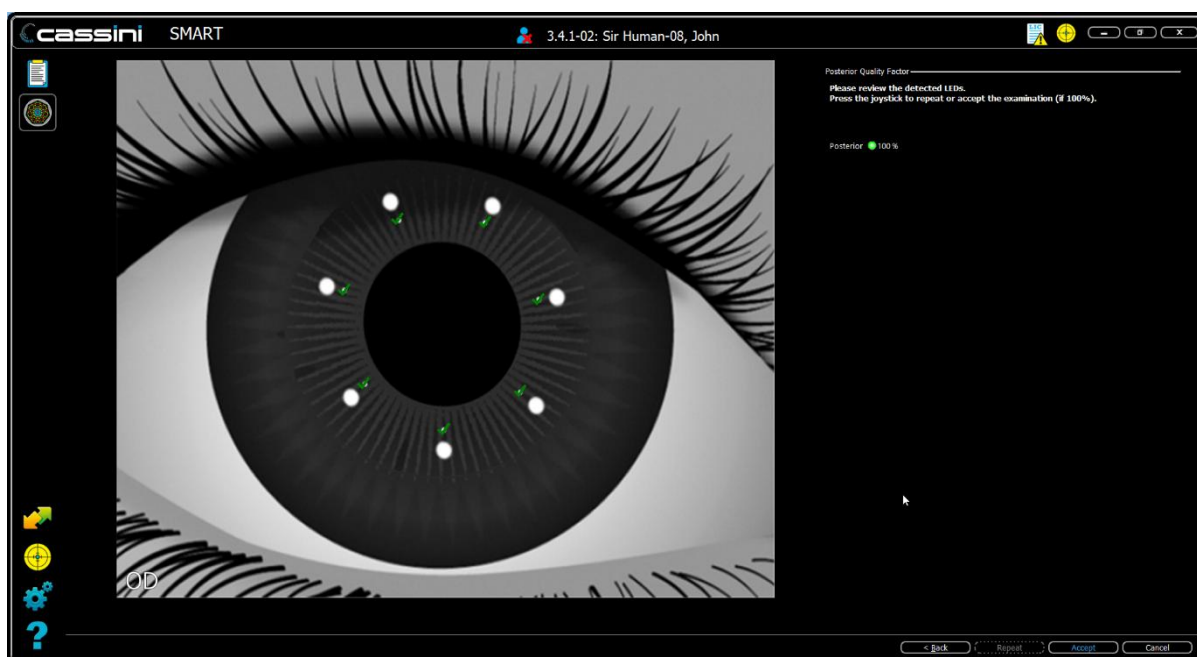 cassini SMART 3.4.1-02: Sir Human-08, John LIC
Posterior Quality Factor
Please review the detected LEDs.
Press the joystick to repeat or accept the examination (if 100%).
Posterior 100 %
OD
?
< Back Repeat Accept Cancel